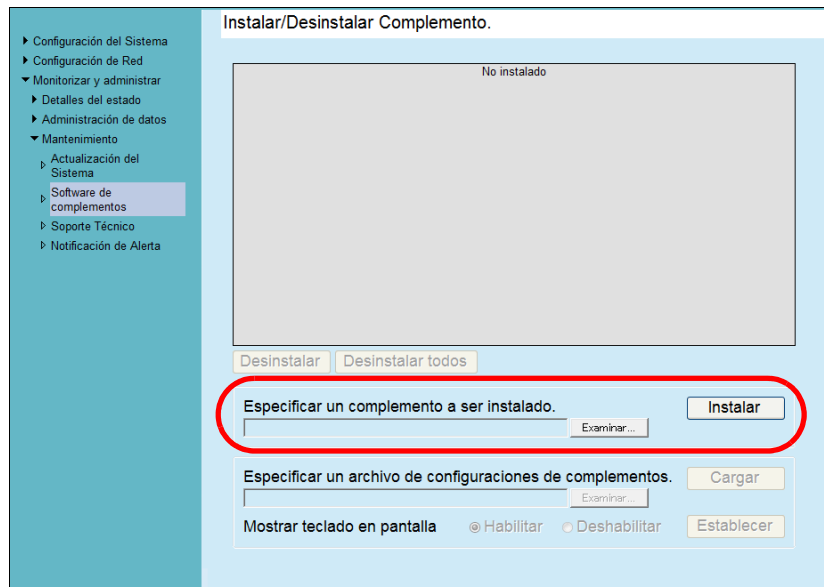 Instalar/Desinstalar Complemento.
Configuración del Sistema
Configuración de Red
Monitorizar y administrar
Detalles del estado
Administración de datos
Mantenimiento
Actualización del
Sistema
Software de
complementos
Soporte Técnico
Notificación de Alerta
No instalado
Desinstalar
Desinstalar todos
Especificar un complemento a ser instalado.
Instalar
Examinar...
Especificar un archivo de configuraciones de complementos.
Cargar
Examinar...
Mostrar teclado en pantalla
Habilitar
Deshabilitar
Establecer